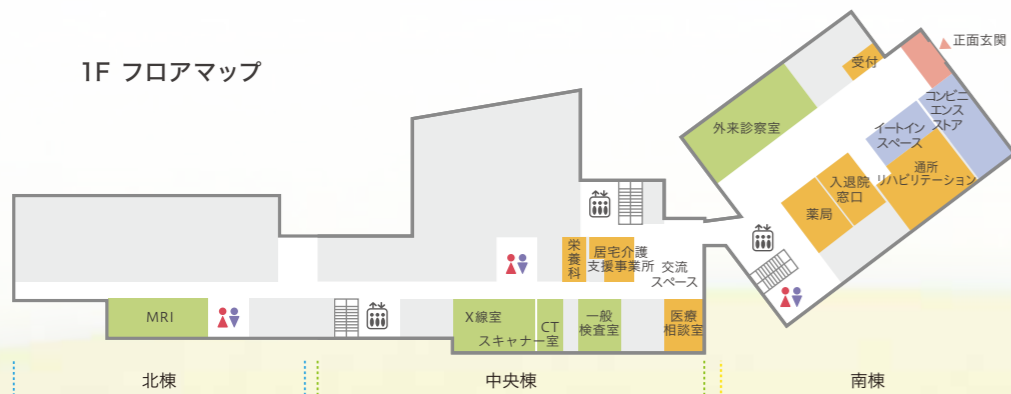 1F フロアマップ
正面玄関
受付
コンビニ
エンス
ストア
外来診察室
イートイン
スペース
通所
リハビリテーション
入退院
窓口
薬局
栄養科
居宅介護
支援事業所
交流
スペース
MRI
X線室
CT
スキャナー室
一般
検査室
医療
相談室
北棟
中央棟
南棟